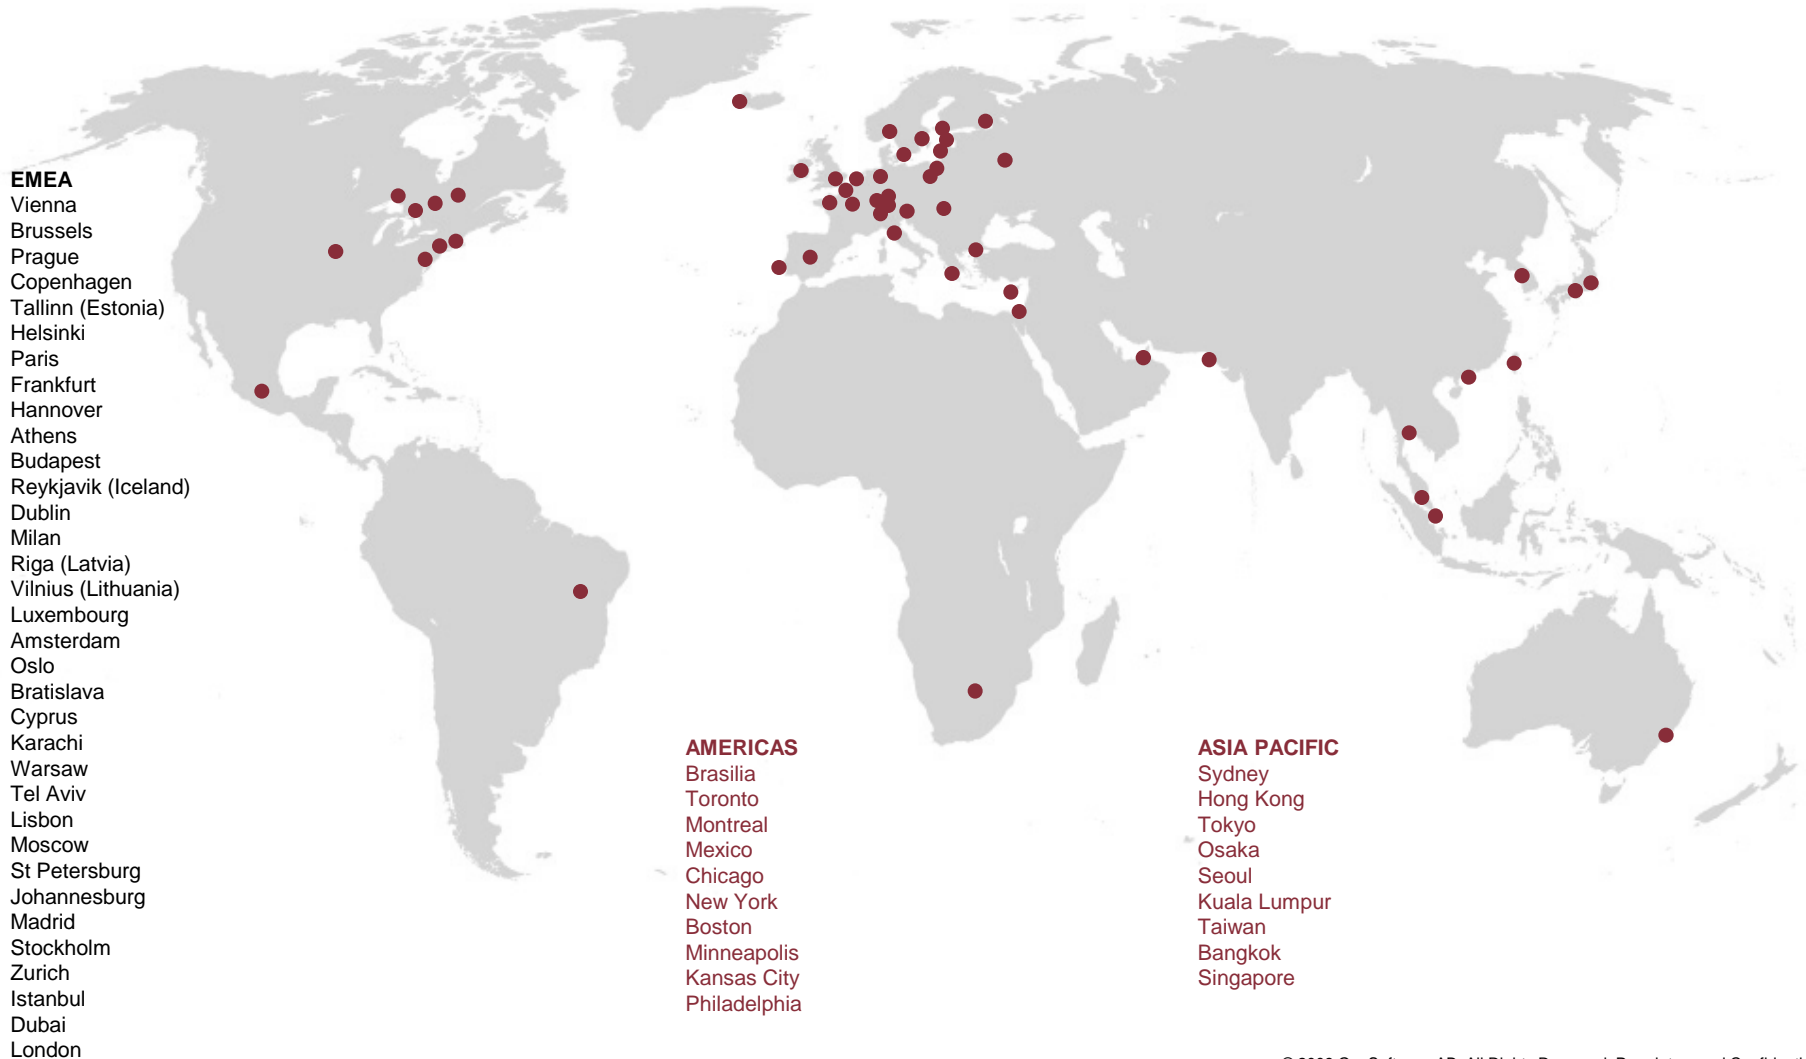 EMEA
Vienna
Brussels
Prague
Copenhagen
Tallinn (Estonia)
Helsinki
Paris
Frankfurt
Hannover
Athens
Budapest
Reykjavik (Iceland)
Dublin
Milan
Riga (Latvia)
Vilnius (Lithuania)
Luxembourg
Amsterdam
Oslo
Bratislava
Cyprus
Karachi
Warsaw
Tel Aviv
Lisbon
Moscow
St Petersburg
Johannesburg
Madrid
Stockholm
Zurich
Istanbul
Dubai
London
AMERICAS
Brasilia
Toronto
Montreal
Mexico
Chicago
New York
Boston
Minneapolis
Kansas City
Philadelphia
ASIA PACIFIC
Sydney
Hong Kong
Tokyo
Osaka
Seoul
Kuala Lumpur
Taiwan
Bangkok
Singapore